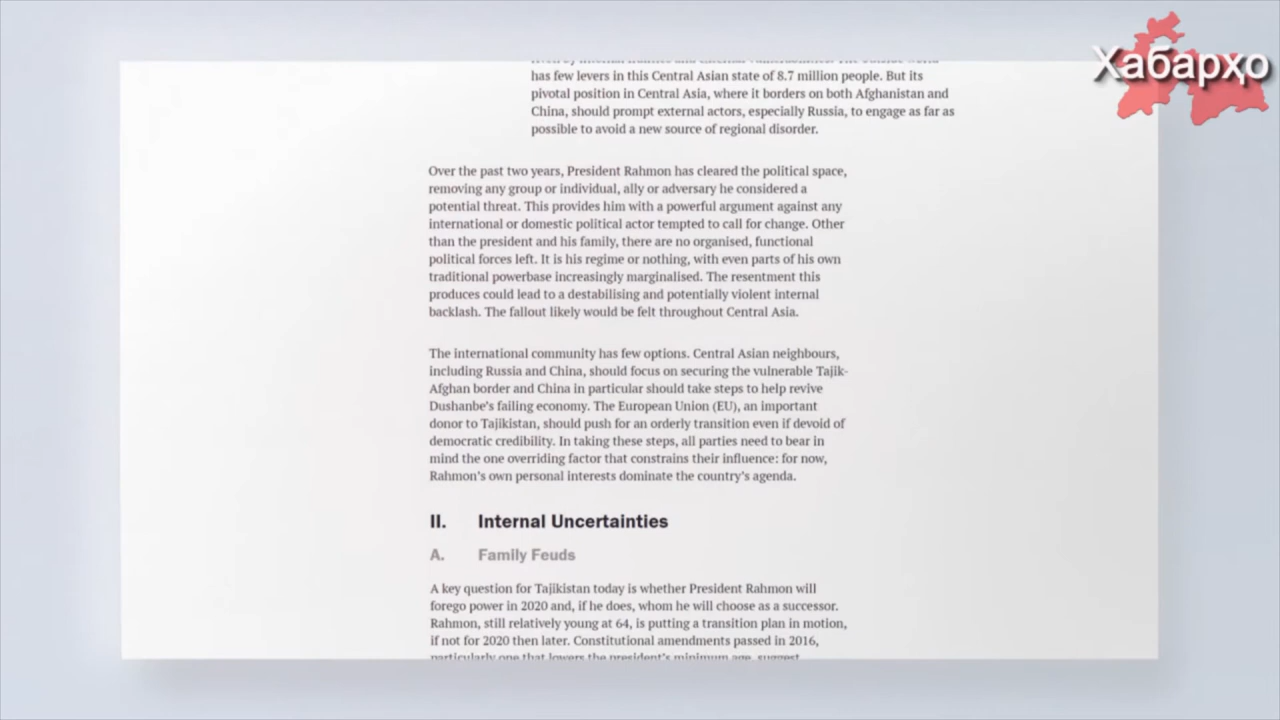 Хабарҳо
has few levers in this Central Asian state of 8.7 million people. But its
pivotal position in Central Asia, where it borders on both Afghanistan and
China, should prompt external actors, especially Russia, to engage as far as
possible to avoid a new source of regional disorder.
Over the past two years, President Rahmon has cleared the political space,
removing any group or individual, ally or adversary he considered a
potential threat. This provides him with a powerful argument against any
international or domestic political actor tempted to call for change. Other
than the president and his family, there are no organised, functional
political forces left. It is his regime or nothing, with even parts of his own
traditional powerbase increasingly marginalised. The resentment this
produces could lead to a destabilising and potentially violent internal
backlash. The fallout likely would be felt throughout Central Asia.
The international community has few options. Central Asian neighbours,
including Russia and China, should focus on securing the vulnerable Tajik-
Afghan border and China in particular should take steps to help revive
Dushanbe's failing economy. The European Union (EU), an important
donor to Tajikistan, should push for an orderly transition even if devoid of
democratic credibility. In taking these steps, all parties need to bear in
mind the one overriding factor that constrains their influence: for now,
Rahmon's own personal interests dominate the country's agenda.
II. Internal Uncertainties
A. Family Feuds
A key question for Tajikistan today is whether President Rahmon will
forego power in 2020 and, if he does, whom he will choose as a successor.
Rahmon, still relatively young at 64, is putting a transition plan in motion,
if not for 2020 then later. Constitutional amendments passed in 2016,
particularly one that lowers the president's minimum age, suggest